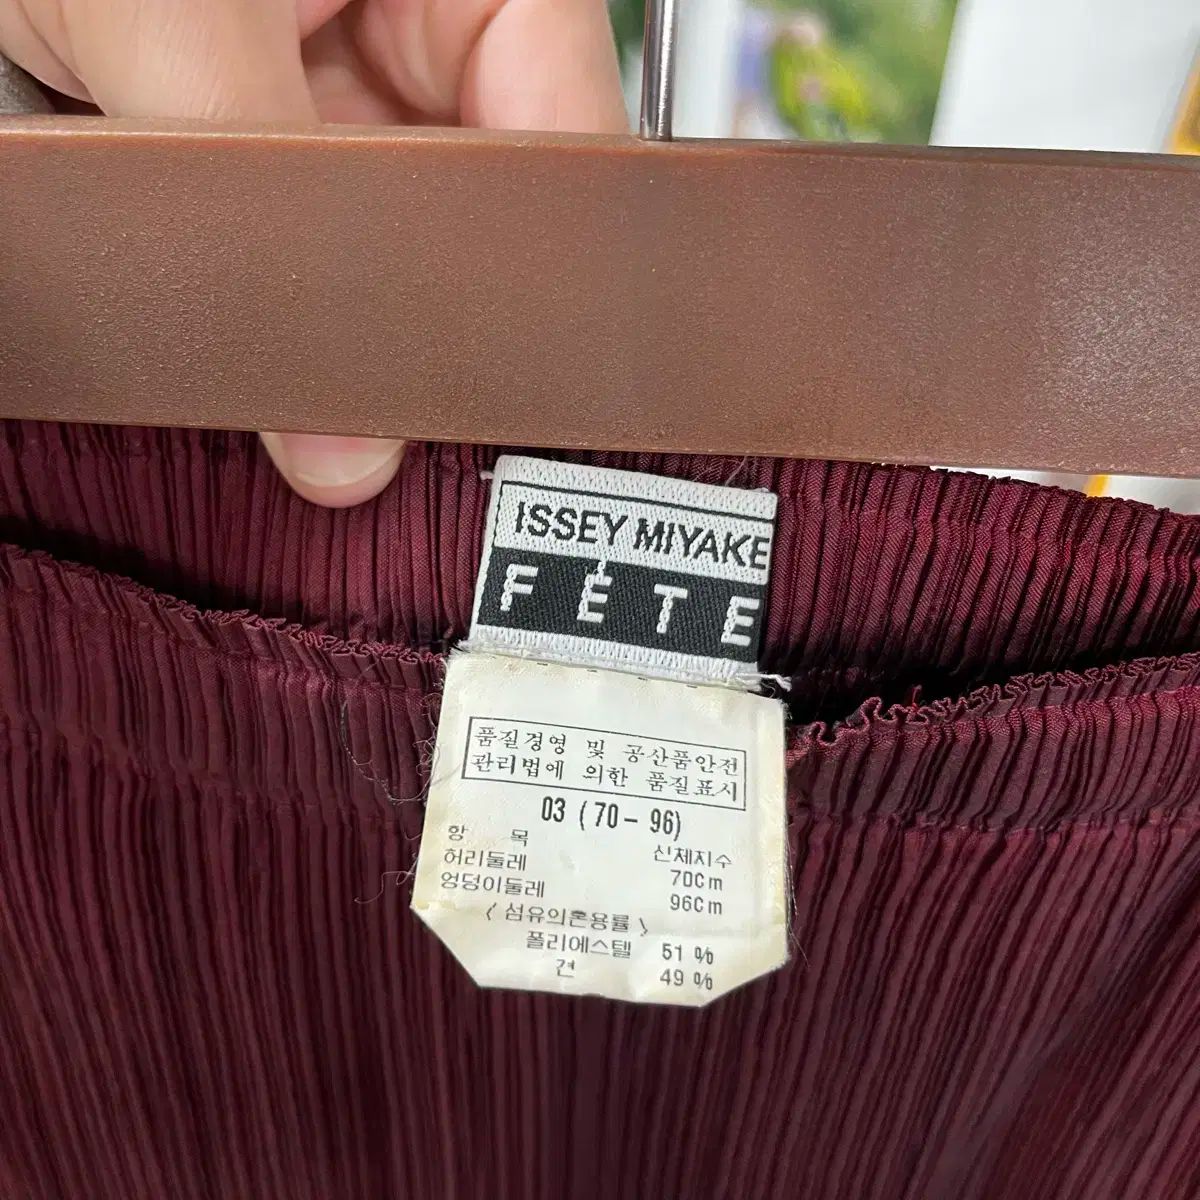 ISSEY MIYAKE
FÊTE
품질경영 및 공산품안전
관리법에 의한 품질표시
03 (70-96)
항 목 신체지수
허리둘레 70Cm
엉덩이둘레 96Cm
〈섬유의혼용률〉
폴리에스텔 51 %
견 49 %